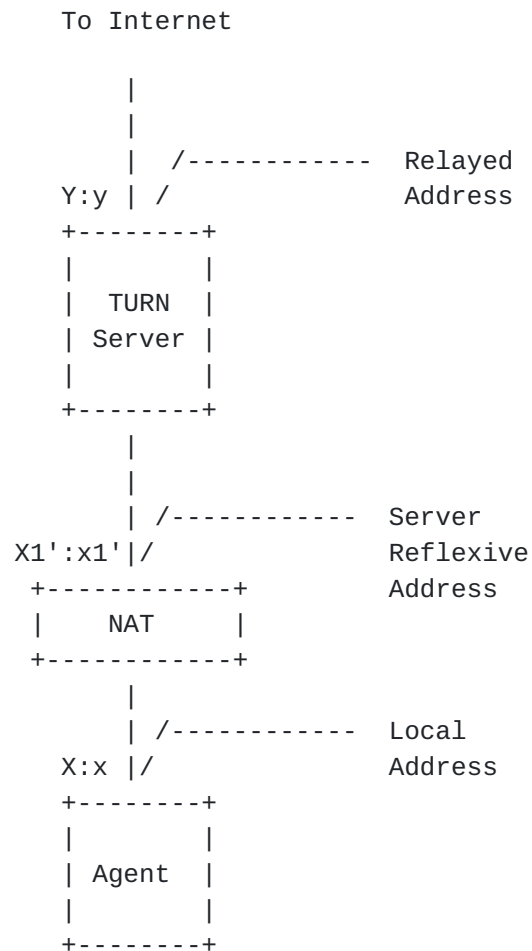 To Internet
Relayed
Y:y Address
TURN
Server
Server
X1':x1' Reflexive
Address
NAT
Local
X:x Address
Agent